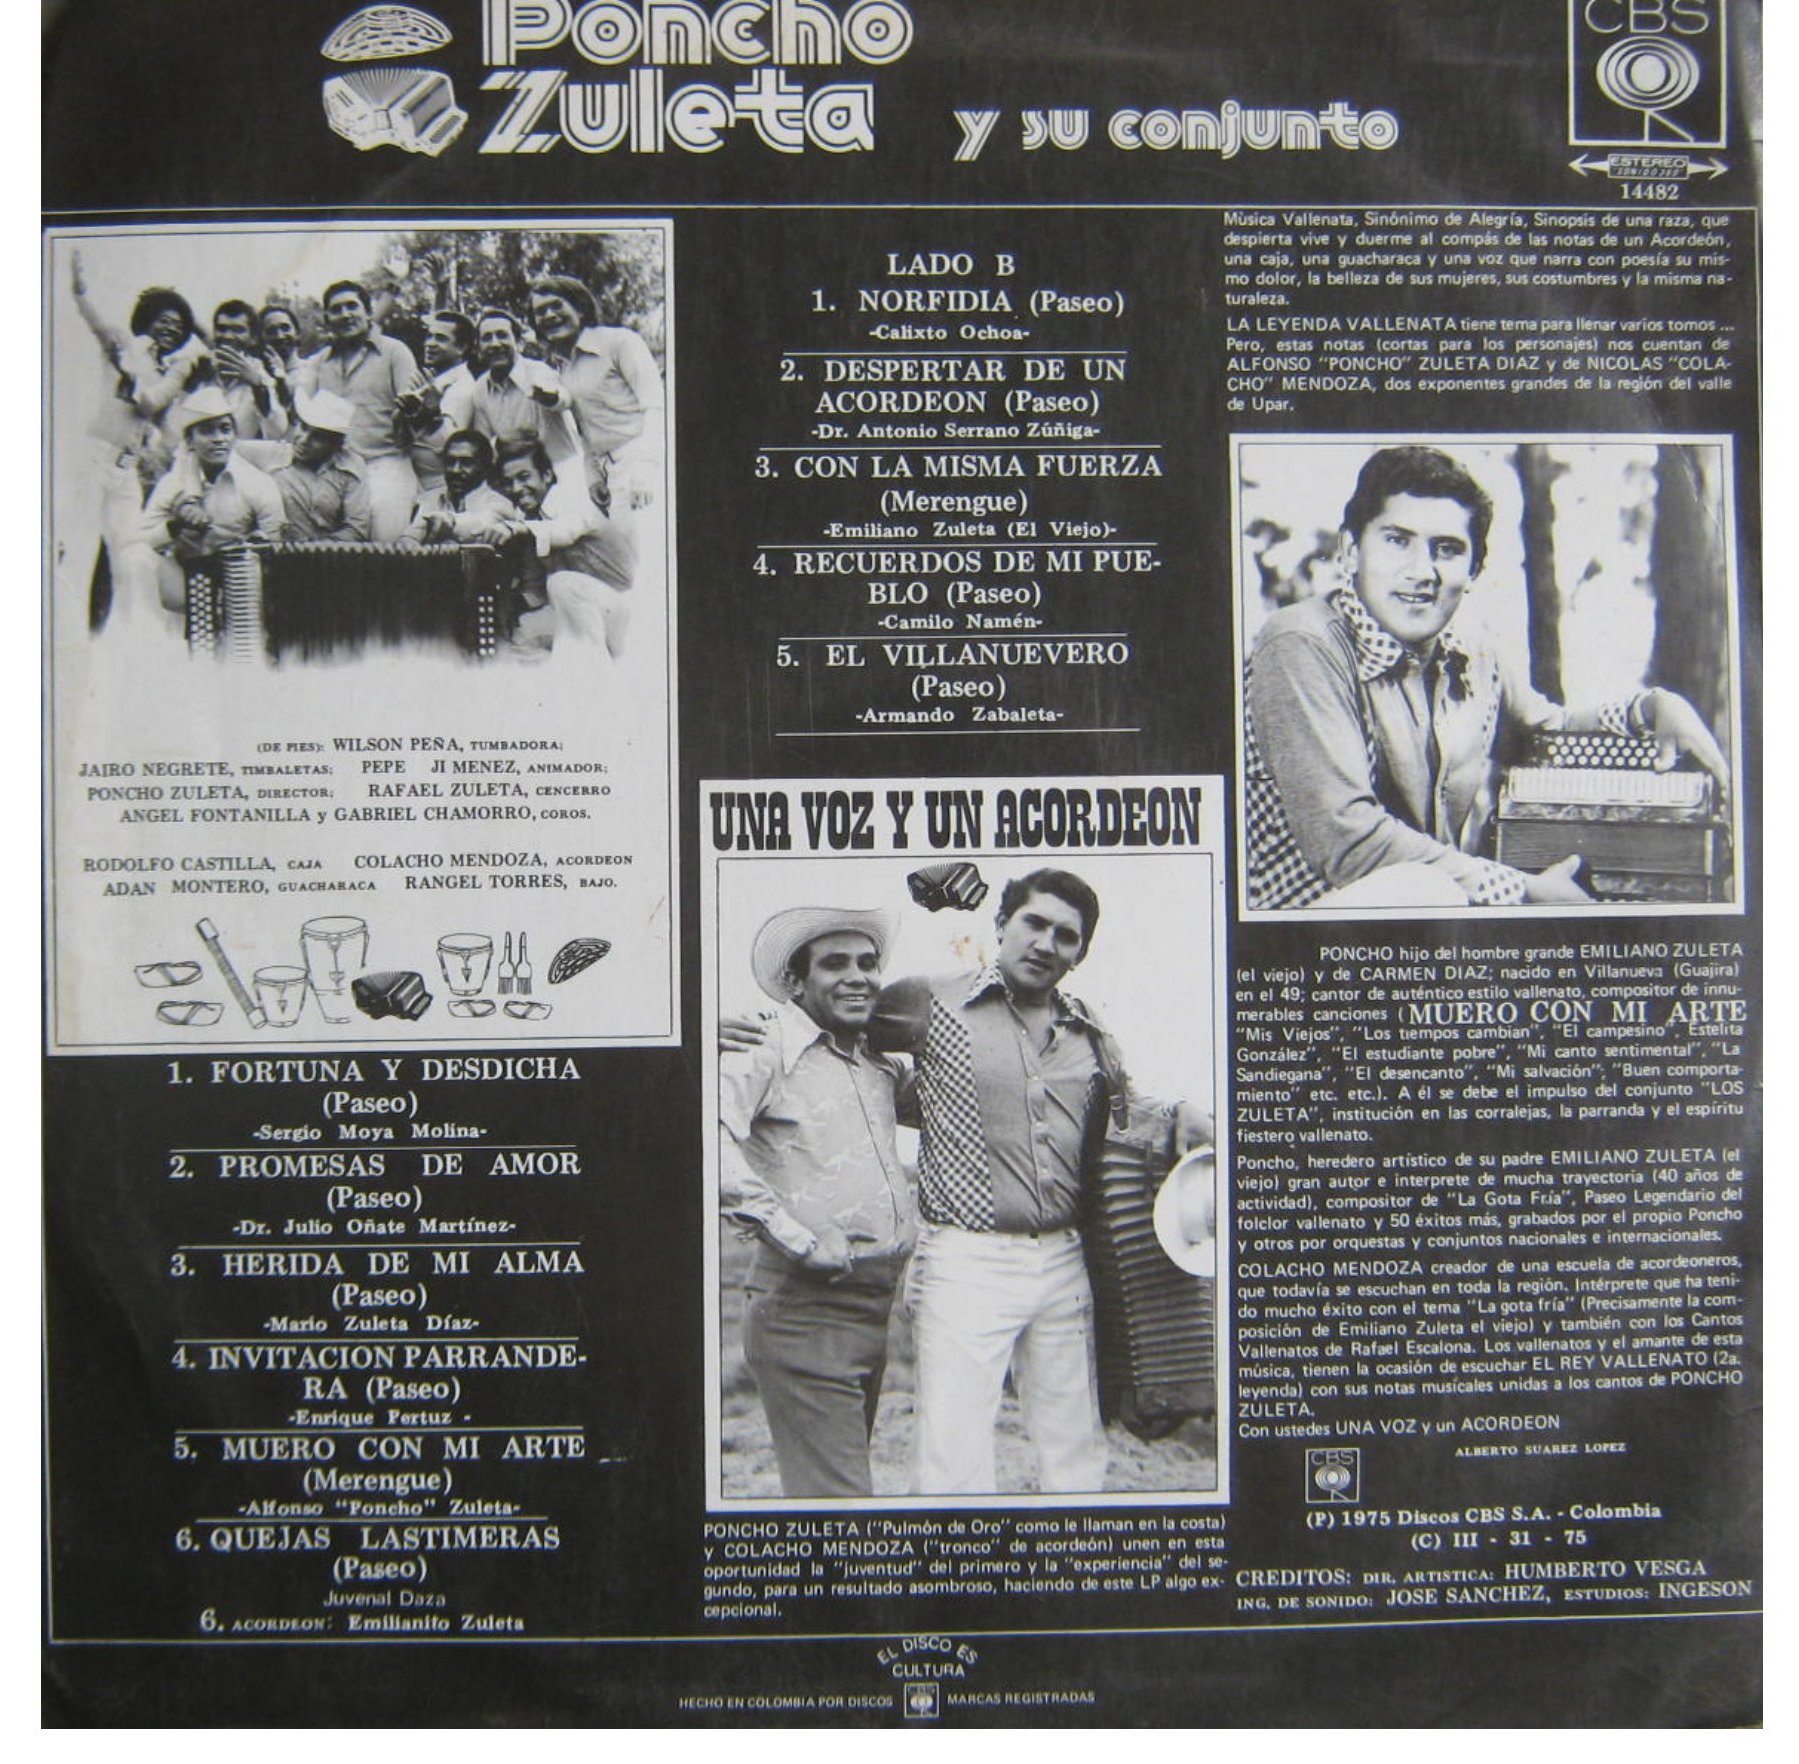 Poncho
Zuleta y su conjunto
CBS
ESTEREO
SONIDO 360
14482
(DE PIES): WILSON PEÑA, TUMBADORA;
JAIRO NEGRETE, TIMBALETAS; PEPE JI MENEZ, ANIMADOR;
PONCHO ZULETA, DIRECTOR; RAFAEL ZULETA, CENCERRO
ANGEL FONTANILLA y GABRIEL CHAMORRO, COROS.
RODOLFO CASTILLA, CAJA COLACHO MENDOZA, ACORDEON
ADAN MONTERO, GUACHARACA RANGEL TORRES, BAJO.
1. FORTUNA Y DESDICHA
(Paseo)
-Sergio Moya Molina-
2. PROMESAS DE AMOR
(Paseo)
-Dr. Julio Oñate Martínez-
3. HERIDA DE MI ALMA
(Paseo)
-Mario Zuleta Díaz-
4. INVITACION PARRANDE-
RA (Paseo)
-Enrique Pertuz -
5. MUERO CON MI ARTE
(Merengue)
-Alfonso "Poncho" Zuleta-
6. QUEJAS LASTIMERAS
(Paseo)
Juvenal Daza
6. ACORDEON: Emilianito Zuleta
LADO B
1. NORFIDIA (Paseo)
-Calixto Ochoa-
2. DESPERTAR DE UN
ACORDEON (Paseo)
-Dr. Antonio Serrano Zúñiga-
3. CON LA MISMA FUERZA
(Merengue)
-Emiliano Zuleta (El Viejo)-
4. RECUERDOS DE MI PUE-
BLO (Paseo)
-Camilo Namén-
5. EL VILLANUEVERO
(Paseo)
-Armando Zabaleta-
UNA VOZ Y UN ACORDEON
PONCHO ZULETA ("Pulmón de Oro" como le llaman en la costa)
y COLACHO MENDOZA ("tronco" de acordeón) unen en esta
oportunidad la "juventud" del primero y la "experiencia" del se-
gundo, para un resultado asombroso, haciendo de este LP algo ex-
cepcional.
Mùsica Vallenata, Sinónimo de Alegría, Sinopsis de una raza, que
despierta vive y duerme al compás de las notas de un Acordeón,
una caja, una guacharaca y una voz que narra con poesía su mis-
mo dolor, la belleza de sus mujeres, sus costumbres y la misma na-
turaleza.
LA LEYENDA VALLENATA tiene tema para llenar varios tomos ...
Pero, estas notas (cortas para los personajes) nos cuentan de
ALFONSO "PONCHO" ZULETA DIAZ y de NICOLAS "COLA-
CHO" MENDOZA, dos exponentes grandes de la región del valle
de Upar.
PONCHO hijo del hombre grande EMILIANO ZULETA
(el viejo) y de CARMEN DIAZ; nacido en Villanueva (Guajira)
en el 49; cantor de auténtico estilo vallenato, compositor de innu-
merables canciones (MUERO CON MI ARTE
"Mis Viejos", "Los tiempos cambian", "El campesino", Estelita
González", "El estudiante pobre", "Mi canto sentimental", "La
Sandiegana", "El desencanto", "Mi salvación"; "Buen comporta-
miento" etc. etc.). A él se debe el impulso del conjunto "LOS
ZULETA", institución en las corralejas, la parranda y el espíritu
fiestero vallenato.
Poncho, heredero artístico de su padre EMILIANO ZULETA (el
viejo) gran autor e interprete de mucha trayectoria (40 años de
actividad), compositor de "La Gota Fría", Paseo Legendario del
folclor vallenato y 50 éxitos más, grabados por el propio Poncho
y otros por orquestas y conjuntos nacionales e internacionales.
COLACHO MENDOZA creador de una escuela de acordeoneros,
que todavía se escuchan en toda la región. Intérprete que ha teni-
do mucho éxito con el tema "La gota fría" (Precisamente la com-
posición de Emiliano Zuleta el viejo) y también con los Cantos
Vallenatos de Rafael Escalona. Los vallenatos y el amante de esta
música, tienen la ocasión de escuchar EL REY VALLENATO (2a.
leyenda) con sus notas musicales unidas a los cantos de PONCHO
ZULETA.
Con ustedes UNA VOZ y un ACORDEON
ALBERTO SUAREZ LOPEZ
CBS
(P) 1975 Discos CBS S.A. - Colombia
(C) III - 31 - 75
CREDITOS: DIR. ARTISTICA: HUMBERTO VESGA
ING. DE SONIDO: JOSE SANCHEZ, ESTUDIOS: INGESON
EL DISCO ES
CULTURA
HECHO EN COLOMBIA POR DISCOS CBS MARCAS REGISTRADAS